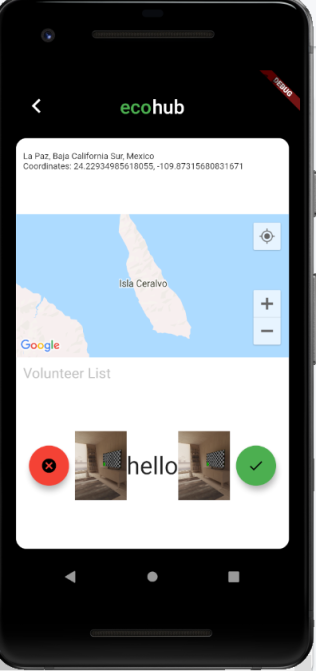 DEBUG
ecohub
La Paz, Baja California Sur, Mexico
Coordinates: 24.22934985618055, -109.87315680831671
Isla Ceralvo
+
−
Google
Volunteer List
hello